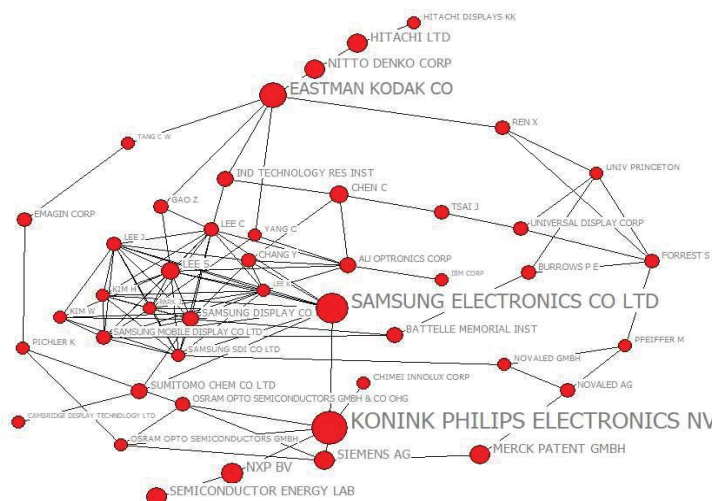 HITACHI DISPLAYS KK
HITACHI LTD
NITTO DENKO CORP
EASTMAN KODAK CO
REN X
TANG C W
UNIV PRINCETON
IND TECHNOLOGY RES INST
CHEN C
GAO Z
TSAI J
EMAGIN CORP
UNIVERSAL DISPLAY CORP
LEE C
YANG C
LEE J
CHANG Y
FORREST S
AU OPTRONICS CORP
LEE S
BURROWS P E
IBM CORP
LEE K
KIM H
PARK J
SAMSUNG ELECTRONICS CO LTD
KIM W
SAMSUNG DISPLAY CO
SAMSUNG MOBILE DISPLAY CO LTD
BATTELLE MEMORIAL INST
PICHLER K
PFEIFFER M
SAMSUNG SDI CO LTD
NOVALED GMBH
CHIMEI INNOLUX CORP
SUMITOMO CHEM CO LTD
NOVALED AG
OSRAM OPTO SEMICONDUCTORS GMBH & CO OHG
CAMBRIDGE DISPLAY TECHNOLOGY LTD
KONINK PHILIPS ELECTRONICS NV
OSRAM OPTO SEMICONDUCTORS GMBH
MERCK PATENT GMBH
SIEMENS AG
NXP BV
SEMICONDUCTOR ENERGY LAB